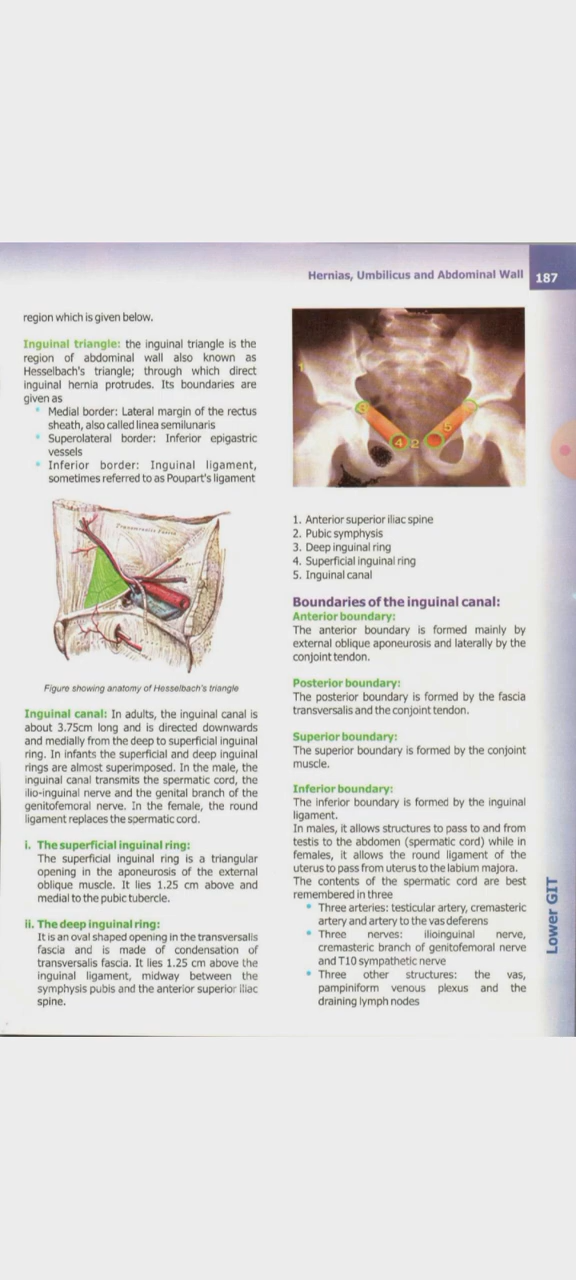 Hernias, Umbilicus and Abdominal Wall 187
region which is given below.
Inguinal triangle: the inguinal triangle is the
region of abdominal wall also known as
Hesselbach's triangle; through which direct
inguinal hernia protrudes. Its boundaries are
given as
Medial border: Lateral margin of the rectus
sheath, also called linea semilunaris
Superolateral border: Inferior epigastric
vessels
Inferior border: Inguinal ligament,
sometimes referred to as Poupart's ligament
Transversalis Fascia
Figure showing anatomy of Hesselbach's triangle
Inguinal canal: In adults, the inguinal canal is
about 3.75cm long and is directed downwards
and medially from the deep to superficial inguinal
ring. In infants the superficial and deep inguinal
rings are almost superimposed. In the male, the
inguinal canal transmits the spermatic cord, the
ilio-inguinal nerve and the genital branch of the
genitofemoral nerve. In the female, the round
ligament replaces the spermatic cord.
i. The superficial inguinal ring:
The superficial inguinal ring is a triangular
opening in the aponeurosis of the external
oblique muscle. It lies 1.25 cm above and
medial to the pubic tubercle.
ii. The deep inguinal ring:
It is an oval shaped opening in the transversalis
fascia and is made of condensation of
transversalis fascia. It lies 1.25 cm above the
inguinal ligament, midway between the
symphysis pubis and the anterior superior iliac
spine.
1
3
4 2
5
1. Anterior superior iliac spine
2. Pubic symphysis
3. Deep inguinal ring
4. Superficial inguinal ring
5. Inguinal canal
Boundaries of the inguinal canal:
Anterior boundary:
The anterior boundary is formed mainly by
external oblique aponeurosis and laterally by the
conjoint tendon.
Posterior boundary:
The posterior boundary is formed by the fascia
transversalis and the conjoint tendon.
Superior boundary:
The superior boundary is formed by the conjoint
muscle.
Inferior boundary:
The inferior boundary is formed by the inguinal
ligament.
In males, it allows structures to pass to and from
testis to the abdomen (spermatic cord) while in
females, it allows the round ligament of the
uterus to pass from uterus to the labium majora.
The contents of the spermatic cord are best
remembered in three
Three arteries: testicular artery, cremasteric
artery and artery to the vas deferens
Three nerves: ilioinguinal nerve,
cremasteric branch of genitofemoral nerve
and T10 sympathetic nerve
Three other structures: the vas,
pampiniform venous plexus and the
draining lymph nodes
Lower GIT